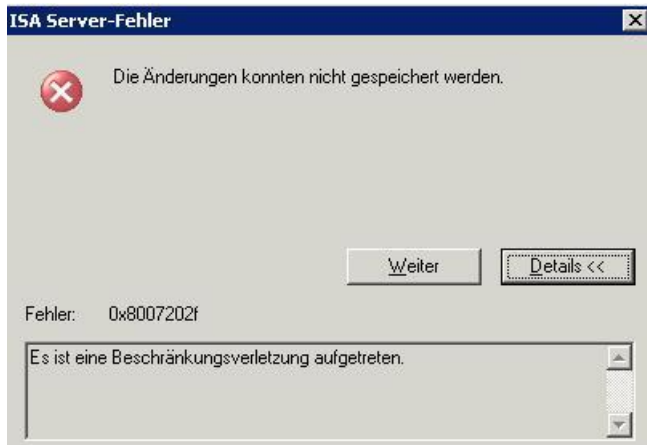 ISA Server-Fehler
Die Änderungen konnten nicht gespeichert werden.
Weiter
Details <<
Fehler: 0x8007202f
Es ist eine Beschränkungsverletzung aufgetreten.